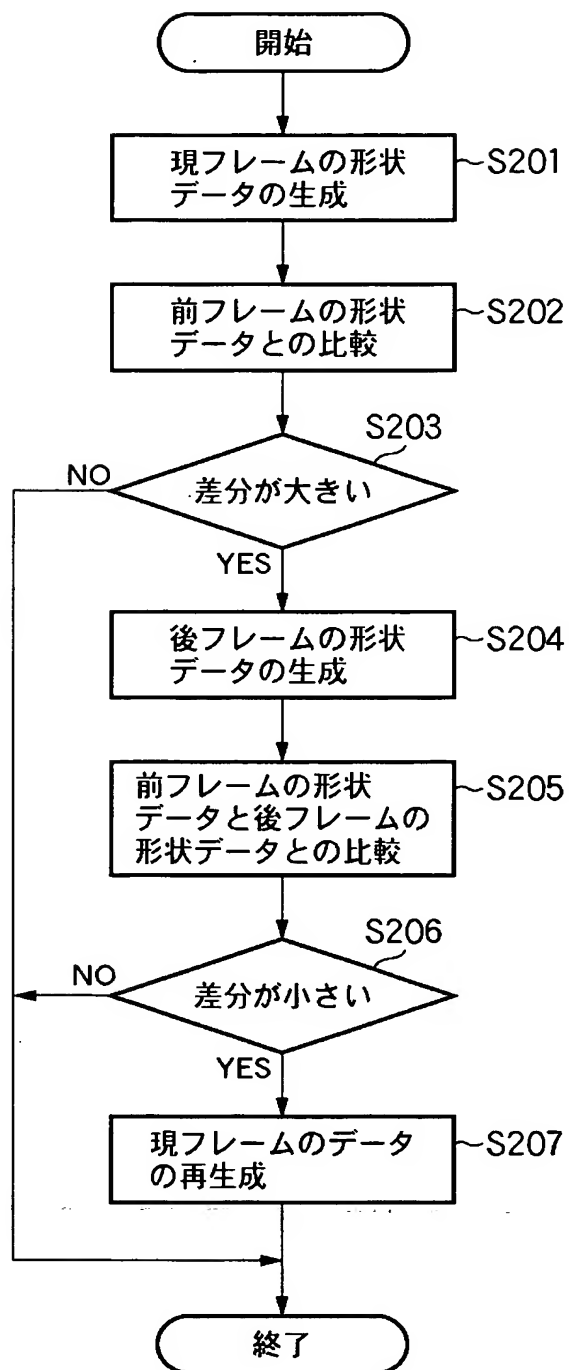 開始
現フレームの形状
データの生成
S201
前フレームの形状
データとの比較
S202
S203
NO
差分が大きい
YES
後フレームの形状
データの生成
S204
前フレームの形状
データと後フレームの
形状データとの比較
S205
S206
NO
差分が小さい
YES
現フレームのデータ
の再生成
S207
終了